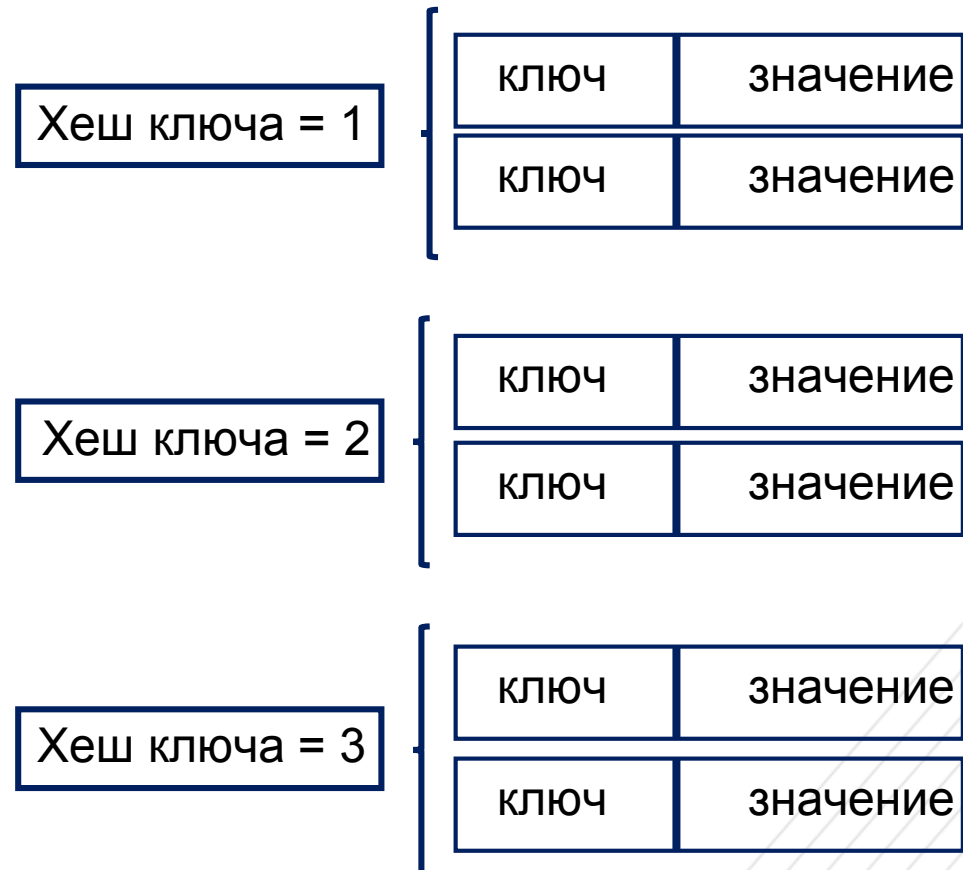 ключ значение
Хеш ключа = 1
ключ значение
ключ значение
Хеш ключа = 2
ключ значение
ключ значение
Хеш ключа = 3
ключ значение